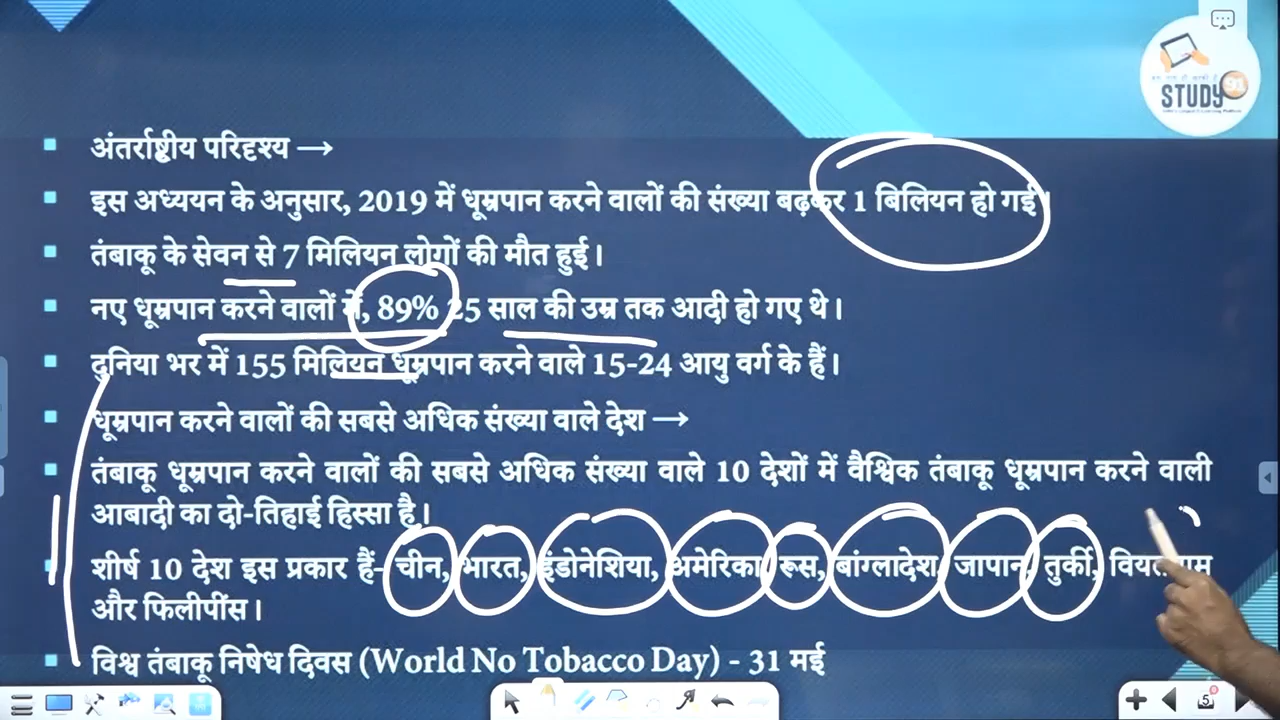 STUDY 91
अंतर्राष्ट्रीय परिदृश्य →
इस अध्ययन के अनुसार, 2019 में धूम्रपान करने वालों की संख्या बढ़कर 1 बिलियन हो गई।
तंबाकू के सेवन से 7 मिलियन लोगों की मौत हुई।
नए धूम्रपान करने वालों में, 89% 25 साल की उम्र तक आदी हो गए थे।
दुनिया भर में 155 मिलियन धूम्रपान करने वाले 15-24 आयु वर्ग के हैं।
धूम्रपान करने वालों की सबसे अधिक संख्या वाले देश →
तंबाकू धूम्रपान करने वालों की सबसे अधिक संख्या वाले 10 देशों में वैश्विक तंबाकू धूम्रपान करने वाली
आबादी का दो-तिहाई हिस्सा है।
शीर्ष 10 देश इस प्रकार हैं- चीन, भारत, इंडोनेशिया, अमेरिका, रूस, बांग्लादेश, जापान, तुर्की,
और फिलीपींस।
विश्व तंबाकू निषेध दिवस (World No Tobacco Day) - 31 मई
5